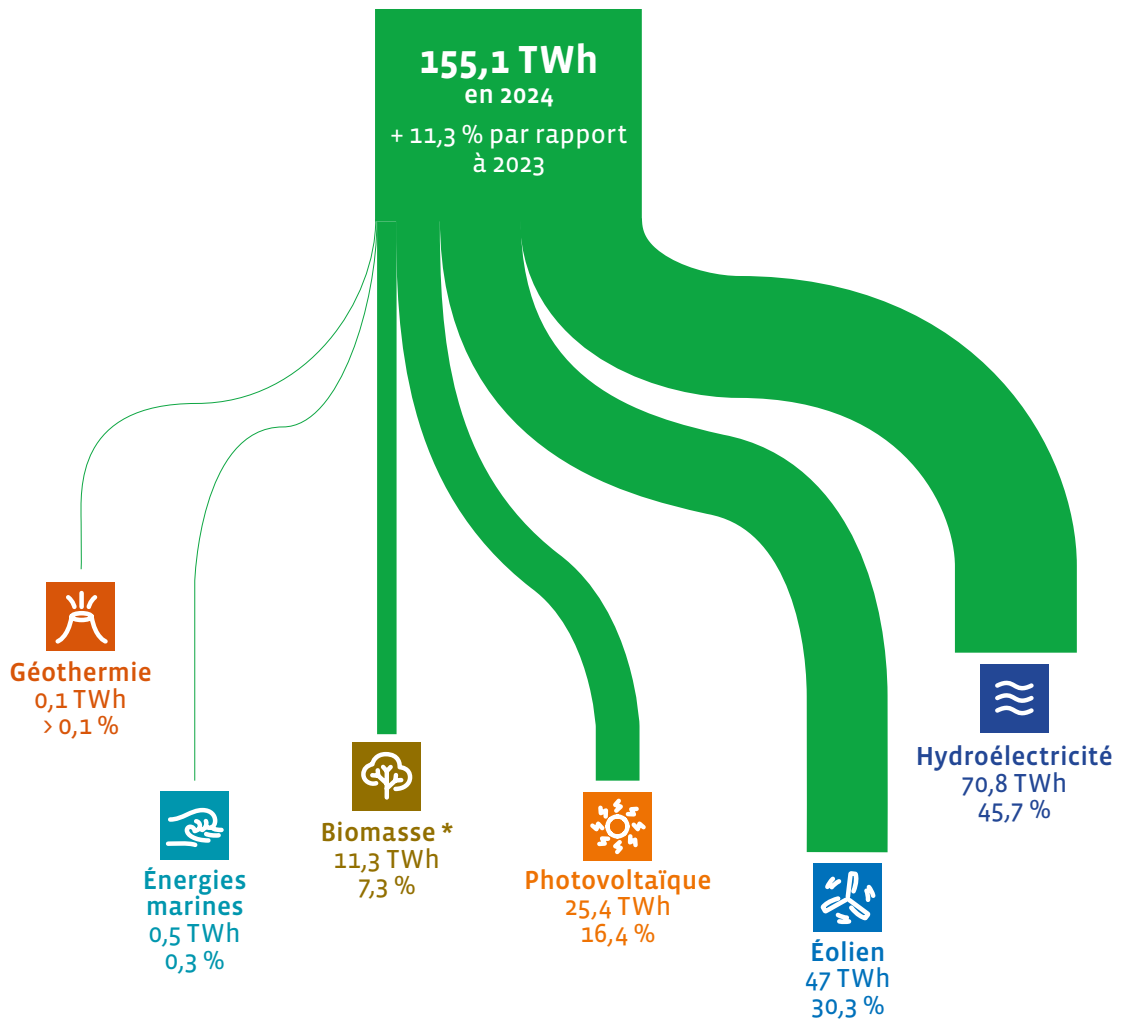 155,1 TWh
en 2024
+ 11,3 % par rapport
à 2023
Géothermie
0,1 TWh
> 0,1 %
Énergies
marines
0,5 TWh
0,3 %
Biomasse *
11,3 TWh
7,3 %
Photovoltaïque
25,4 TWh
16,4 %
Éolien
47 TWh
30,3 %
Hydroélectricité
70,8 TWh
45,7 %